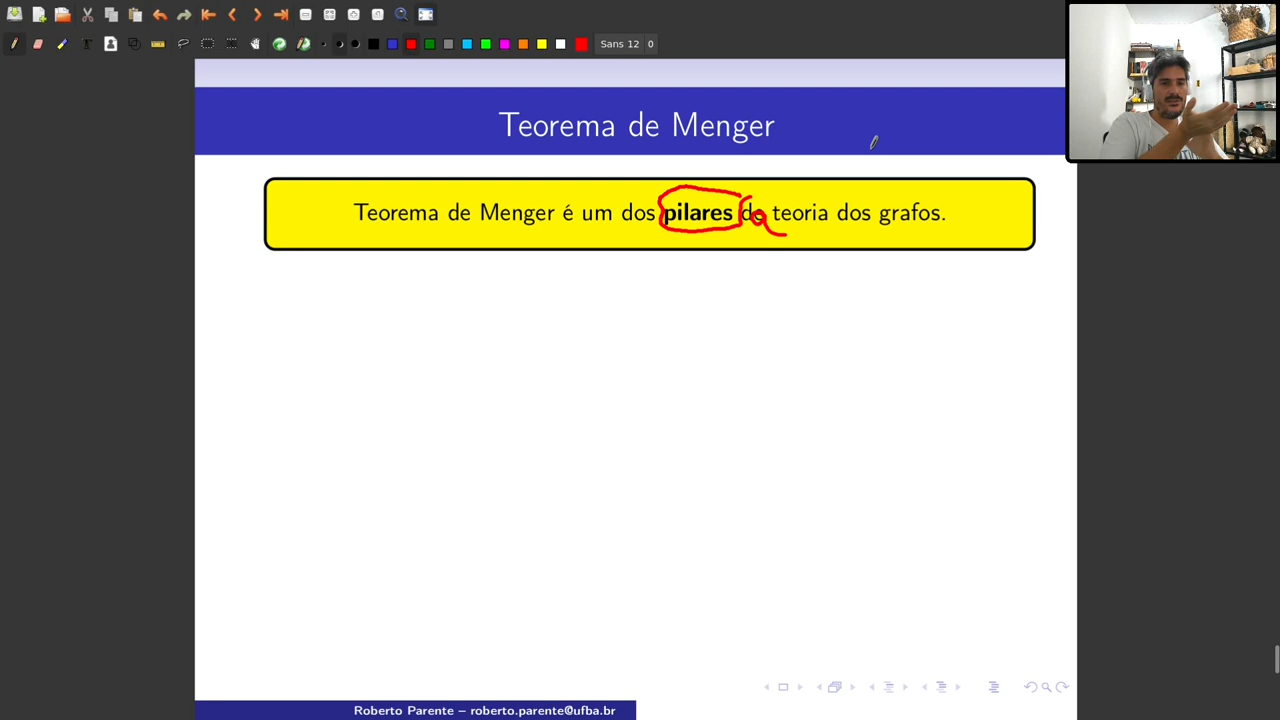 Sans 12 0
Teorema de Menger
Teorema de Menger é um dos pilares da teoria dos grafos.
Roberto Parente – roberto.parente@ufba.br